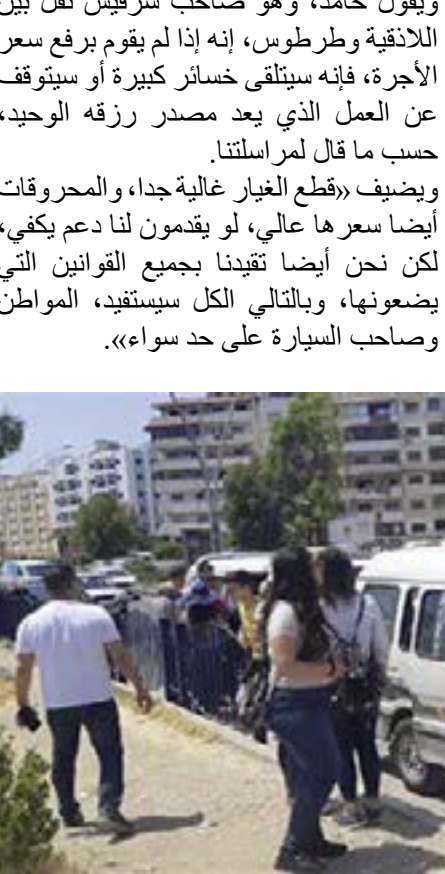 ويقول حامد، وهو صاحب سرفيس نقل بين
اللاذقية وطرطوس، إنه إذا لم يقوم برفع سعر
الأجرة، فإنه سيتلقى خسائر كبيرة أو سيتوقف
عن العمل الذي يعد مصدر رزقه الوحيد،
حسب ما قال لمراسلتنا.
ويضيف «قطع الغيار غالية جدا، والمحروقات
أيضا سعرها عالي، لو يقدمون لنا دعم يكفي،
لكن نحن أيضا تقيدنا بجميع القوانين التي
يضعونها، وبالتالي الكل سيستفيد، المواطن
وصاحب السيارة على حد سواء».